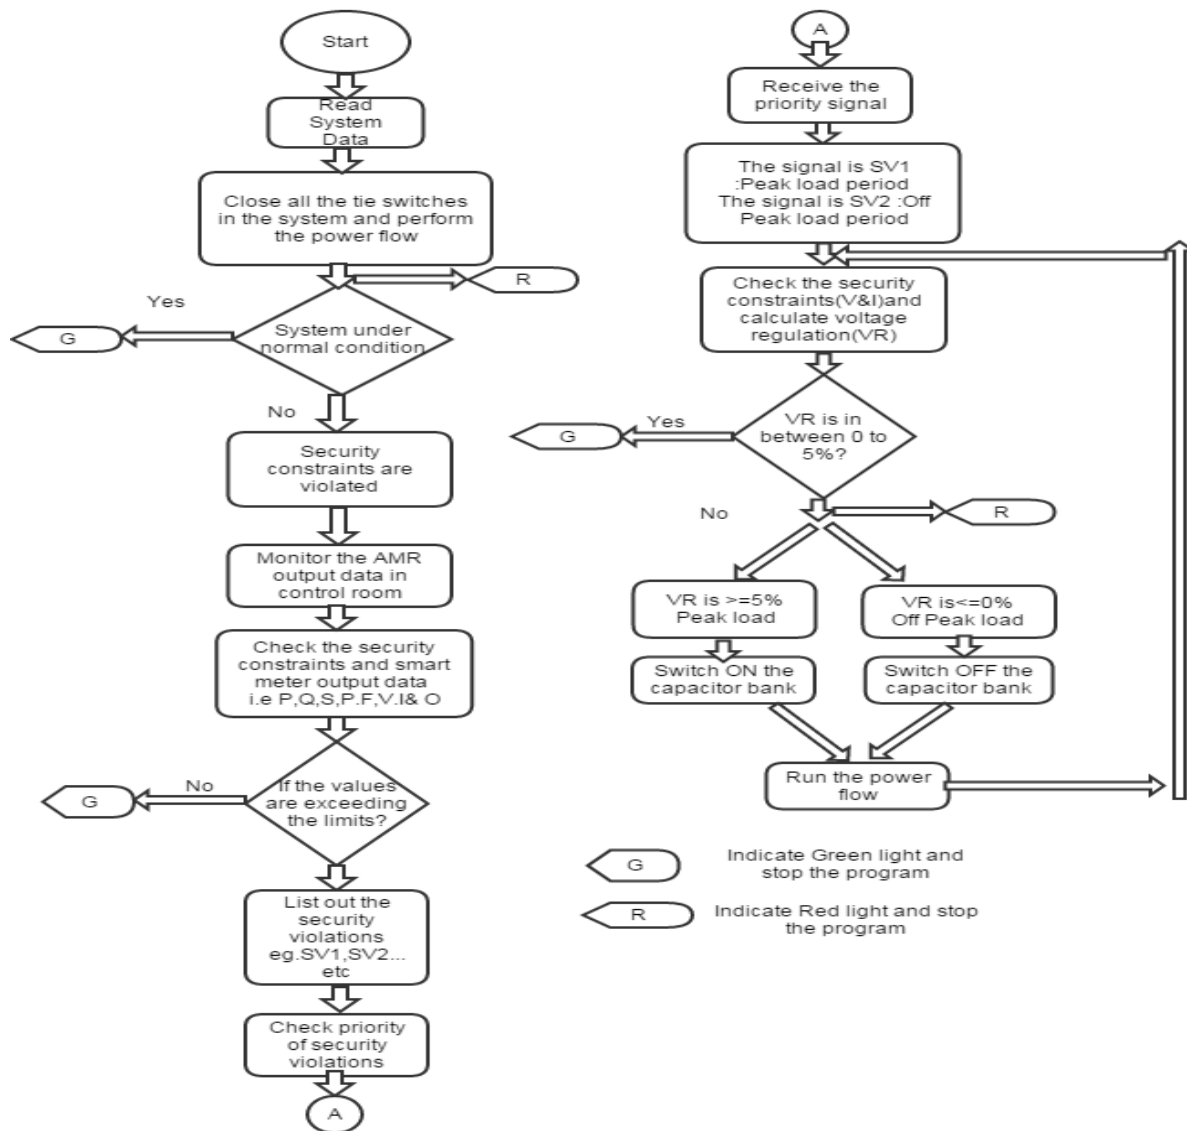 Start
Read
System
Data
Close all the tie switches
in the system and perform
the power flow
R
Yes
G
System under
normal condition
No
Security
constraints are
violated
Monitor the AMR
output data in
control room
Check the security
constraints and smart
meter output data
i.e P,Q,S,P.F,V.I& O
No
G
If the values
are exceeding
the limits?
List out the
security
violations
eg.SV1,SV2...
etc
Check priority
of security
violations
A
A
Receive the
priority signal
The signal is SV1
:Peak load period
The signal is SV2 :Off
Peak load period
Check the security
constraints(V&I)and
calculate voltage
regulation(VR)
Yes
G
VR is in
between 0 to
5%?
No
R
VR is >=5%
Peak load
VR is<=0%
Off Peak load
Switch ON the
capacitor bank
Switch OFF the
capacitor bank
Run the power
flow
G
Indicate Green light and
stop the program
R
Indicate Red light and stop
the program